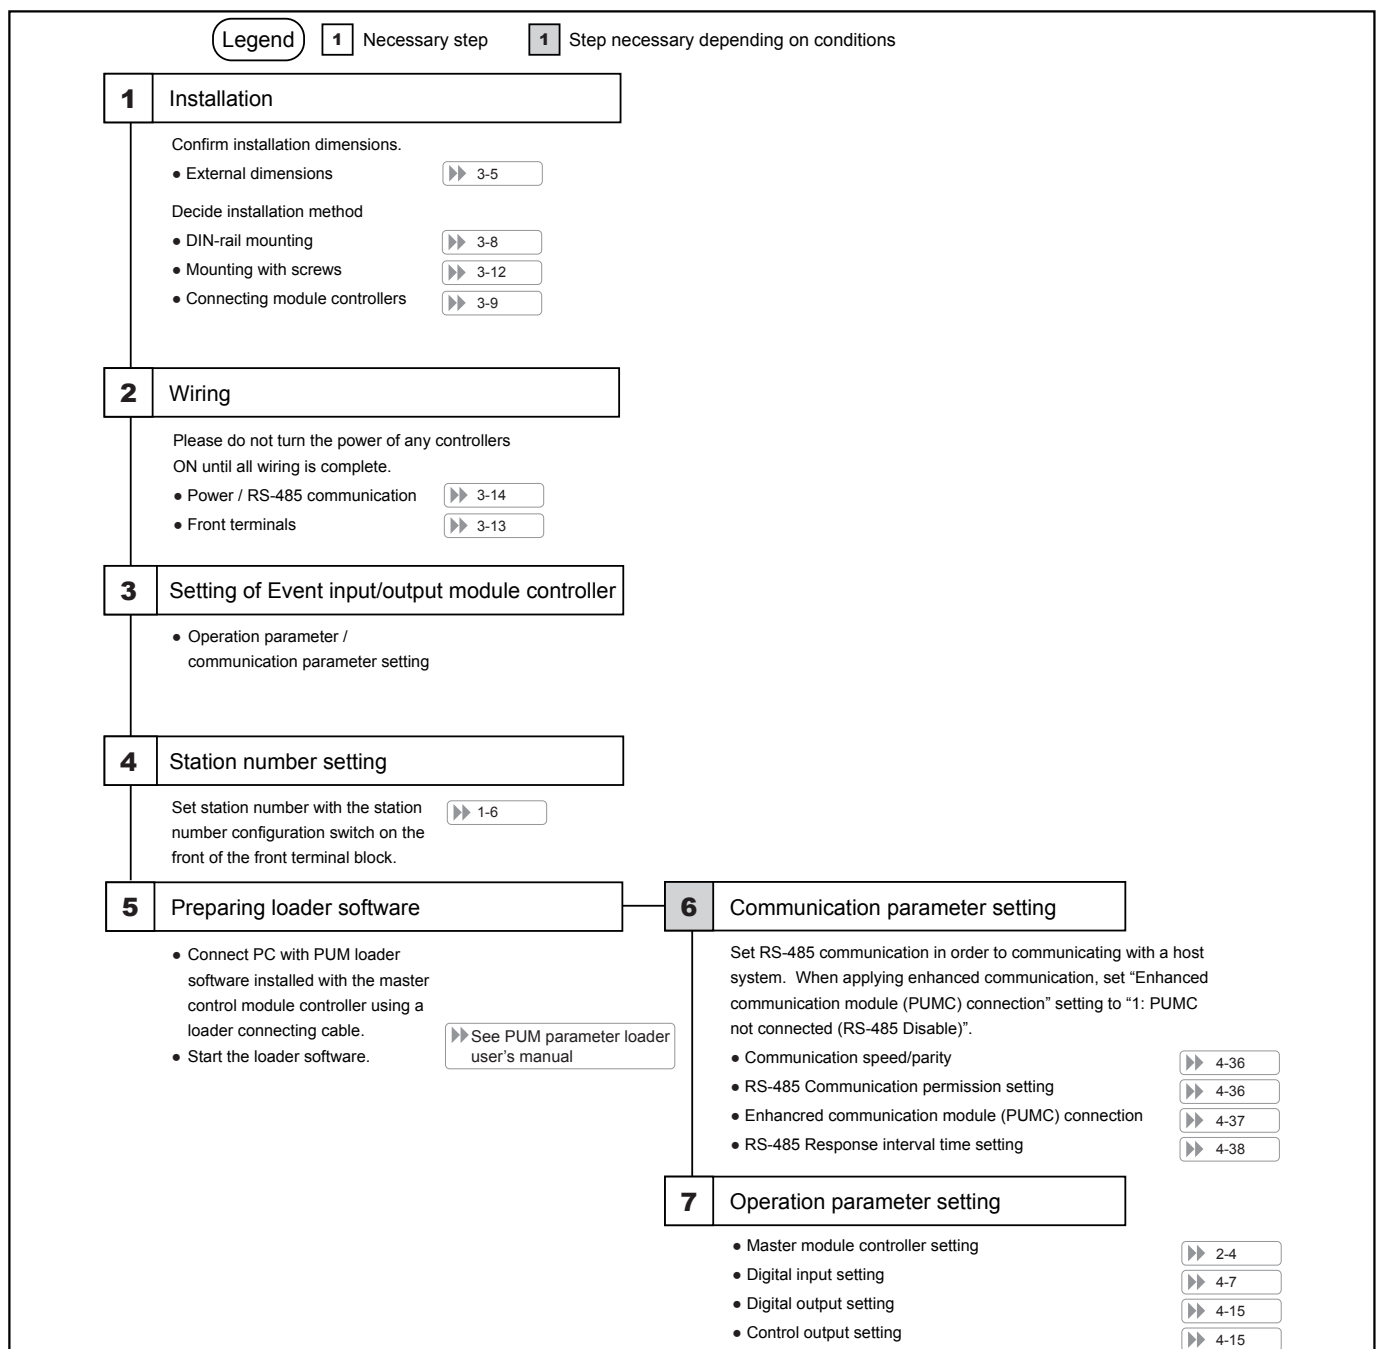 Legend 1 Necessary step 1 Step necessary depending on conditions
1 Installation
Confirm installation dimensions.
● External dimensions 3-5
Decide installation method
● DIN-rail mounting 3-8
● Mounting with screws 3-12
● Connecting module controllers 3-9
2 Wiring
Please do not turn the power of any controllers
ON until all wiring is complete.
● Power / RS-485 communication 3-14
● Front terminals 3-13
3 Setting of Event input/output module controller
● Operation parameter /
communication parameter setting
4 Station number setting
Set station number with the station 1-6
number configuration switch on the
front of the front terminal block.
5 Preparing loader software
● Connect PC with PUM loader
software installed with the master
control module controller using a
loader connecting cable.
● Start the loader software.
See PUM parameter loader
user's manual
6 Communication parameter setting
Set RS-485 communication in order to communicating with a host
system. When applying enhanced communication, set “Enhanced
communication module (PUMC) connection” setting to “1: PUMC
not connected (RS-485 Disable)”.
● Communication speed/parity 4-36
● RS-485 Communication permission setting 4-36
● Enhancred communication module (PUMC) connection 4-37
● RS-485 Response interval time setting 4-38
7 Operation parameter setting
● Master module controller setting 2-4
● Digital input setting 4-7
● Digital output setting 4-15
● Control output setting 4-15